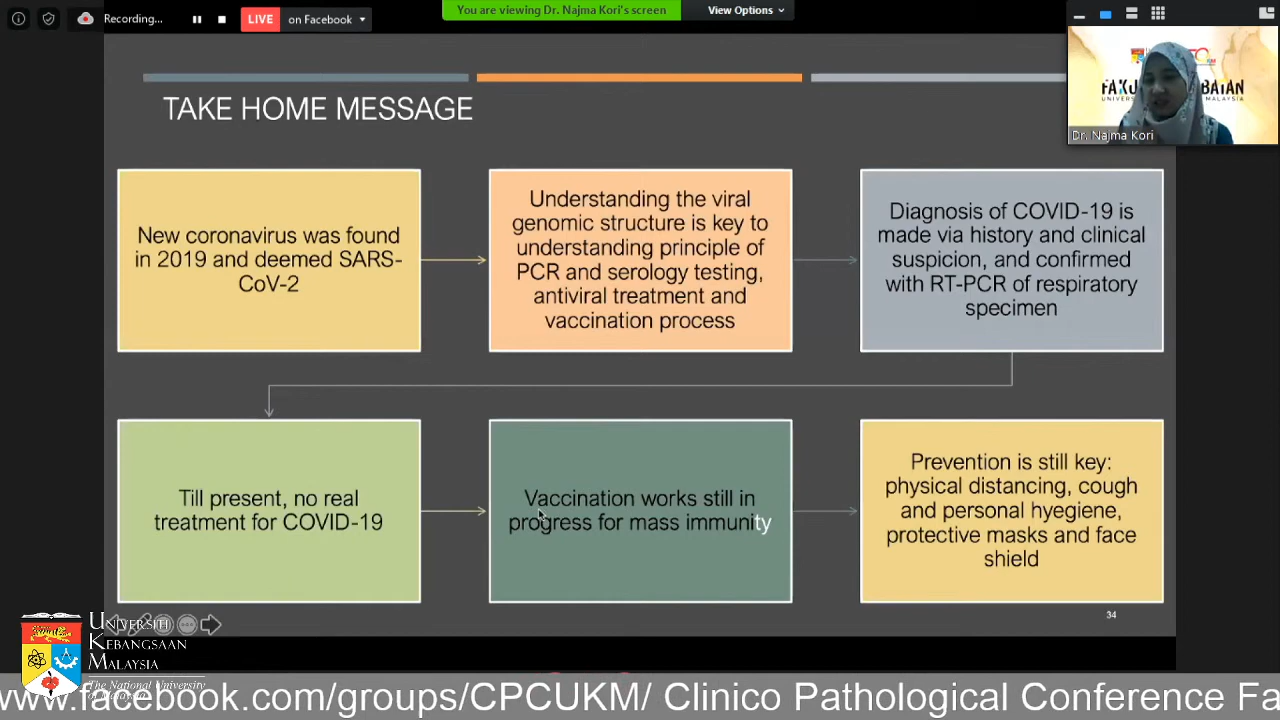 Recording...
LIVE on Facebook
You are viewing Dr. Najma Kori's screen
View Options
TAKE HOME MESSAGE
Dr. Najma Kori
New coronavirus was found
in 2019 and deemed SARS-
CoV-2
Understanding the viral
genomic structure is key to
understanding principle of
PCR and serology testing,
antiviral treatment and
vaccination process
Diagnosis of COVID-19 is
made via history and clinical
suspicion, and confirmed
with RT-PCR of respiratory
specimen
Till present, no real
treatment for COVID-19
Vaccination works still in
progress for mass immunity
Prevention is still key:
physical distancing, cough
and personal hyegiene,
protective masks and face
shield
34
UNIVERSITI
KEBANGSAAN
MALAYSIA
The National University
of Malaysia
www.facebook.com/groups/CPCUKM/ Clinico Pathological Conference Fa